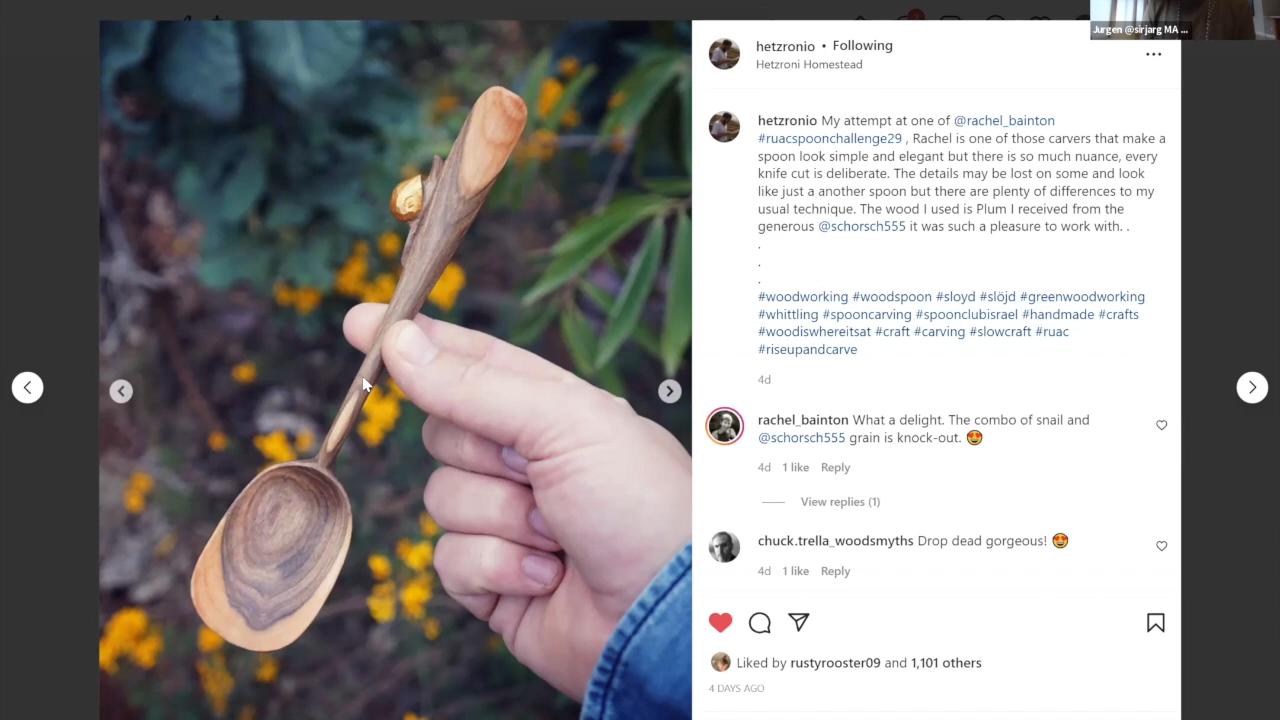 Jurgen @sirjarg MA ...
hetzronio • Following
Hetzroni Homestead
hetzronio My attempt at one of @rachel_bainton
#ruacspoonchallenge29 , Rachel is one of those carvers that make a
spoon look simple and elegant but there is so much nuance, every
knife cut is deliberate. The details may be lost on some and look
like just a another spoon but there are plenty of differences to my
usual technique. The wood I used is Plum I received from the
generous @schorsch555 it was such a pleasure to work with. .
.
.
.
#woodworking #woodspoon #sloyd #slöjd #greenwoodworking
#whittling #spooncarving #spoonclubisrael #handmade #crafts
#woodiswhereitsat #craft #carving #slowcraft #ruac
#riseupandcarve
4d
rachel_bainton What a delight. The combo of snail and
@schorsch555 grain is knock-out. 😍
4d 1 like Reply
View replies (1)
chuck.trella_woodsmyths Drop dead gorgeous! 😍
4d 1 like Reply
Liked by rustyrooster09 and 1,101 others
4 DAYS AGO